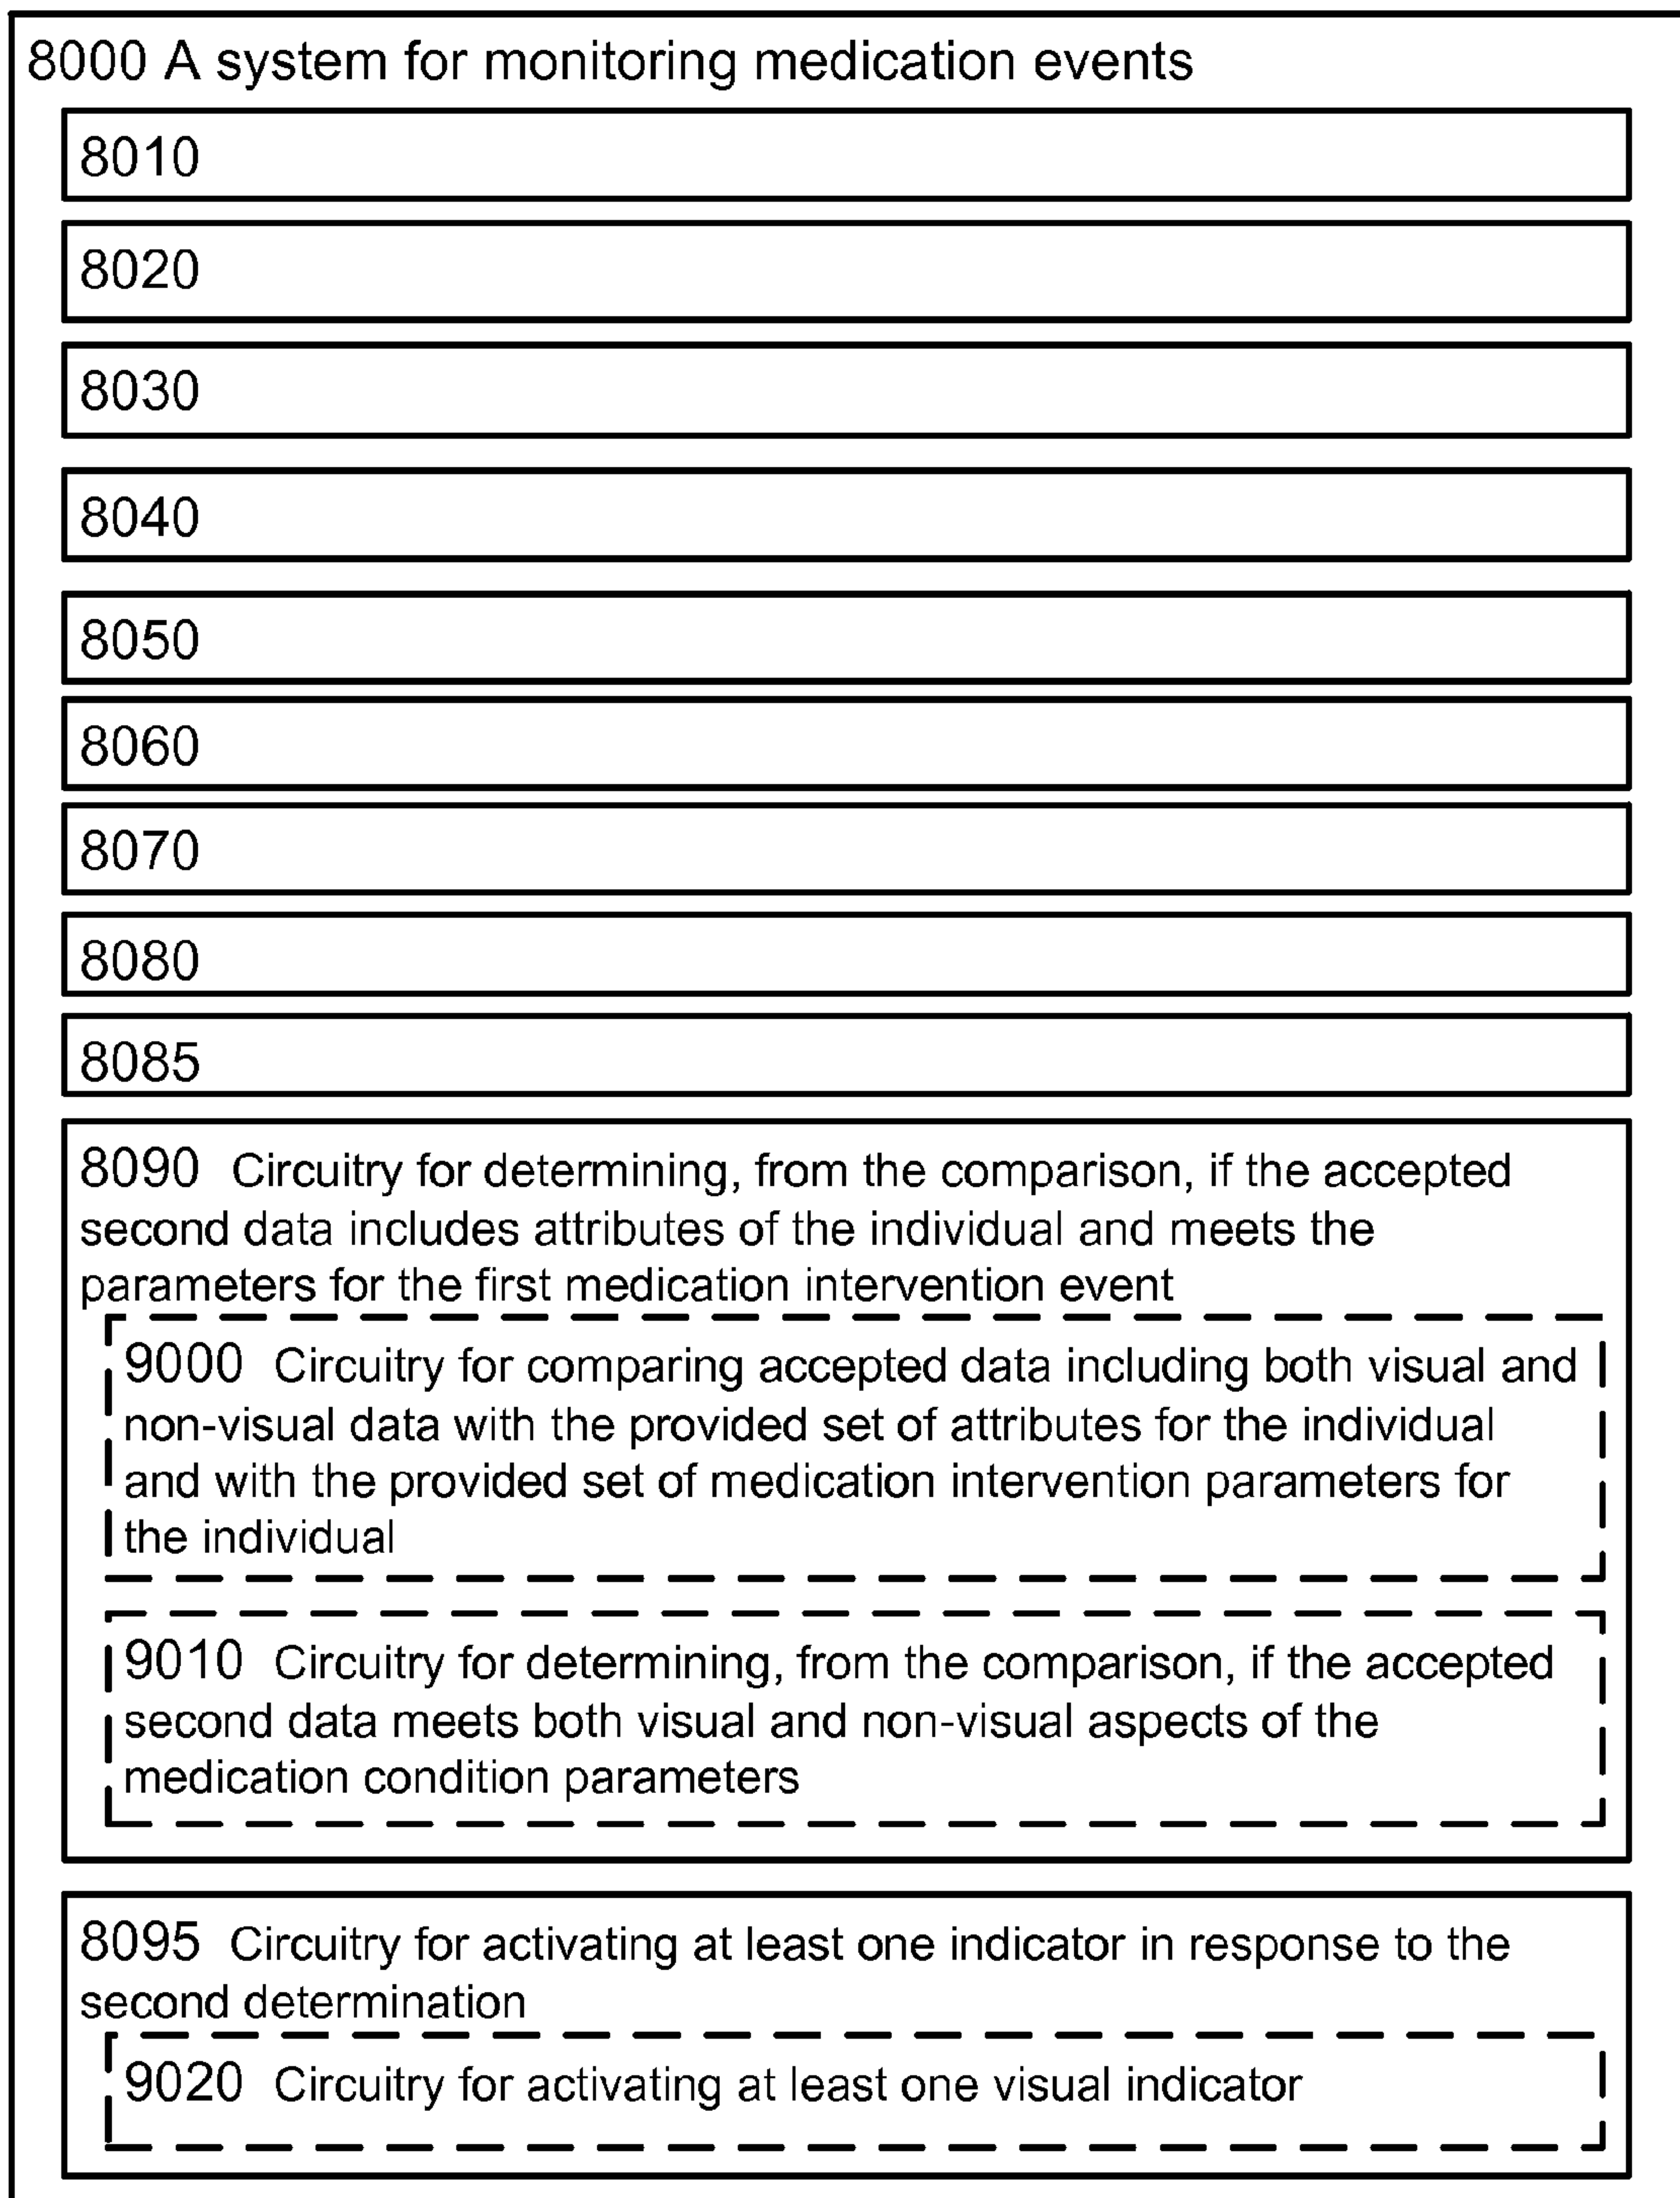 8000 A system for monitoring medication events
8010
8020
8030
8040
8050
8060
8070
8080
8085
8090 Circuitry for determining, from the comparison, if the accepted
second data includes attributes of the individual and meets the
parameters for the first medication intervention event
9000 Circuitry for comparing accepted data including both visual and
non-visual data with the provided set of attributes for the individual
and with the provided set of medication intervention parameters for
the individual
9010 Circuitry for determining, from the comparison, if the accepted
second data meets both visual and non-visual aspects of the
medication condition parameters
8095 Circuitry for activating at least one indicator in response to the
second determination
9020 Circuitry for activating at least one visual indicator